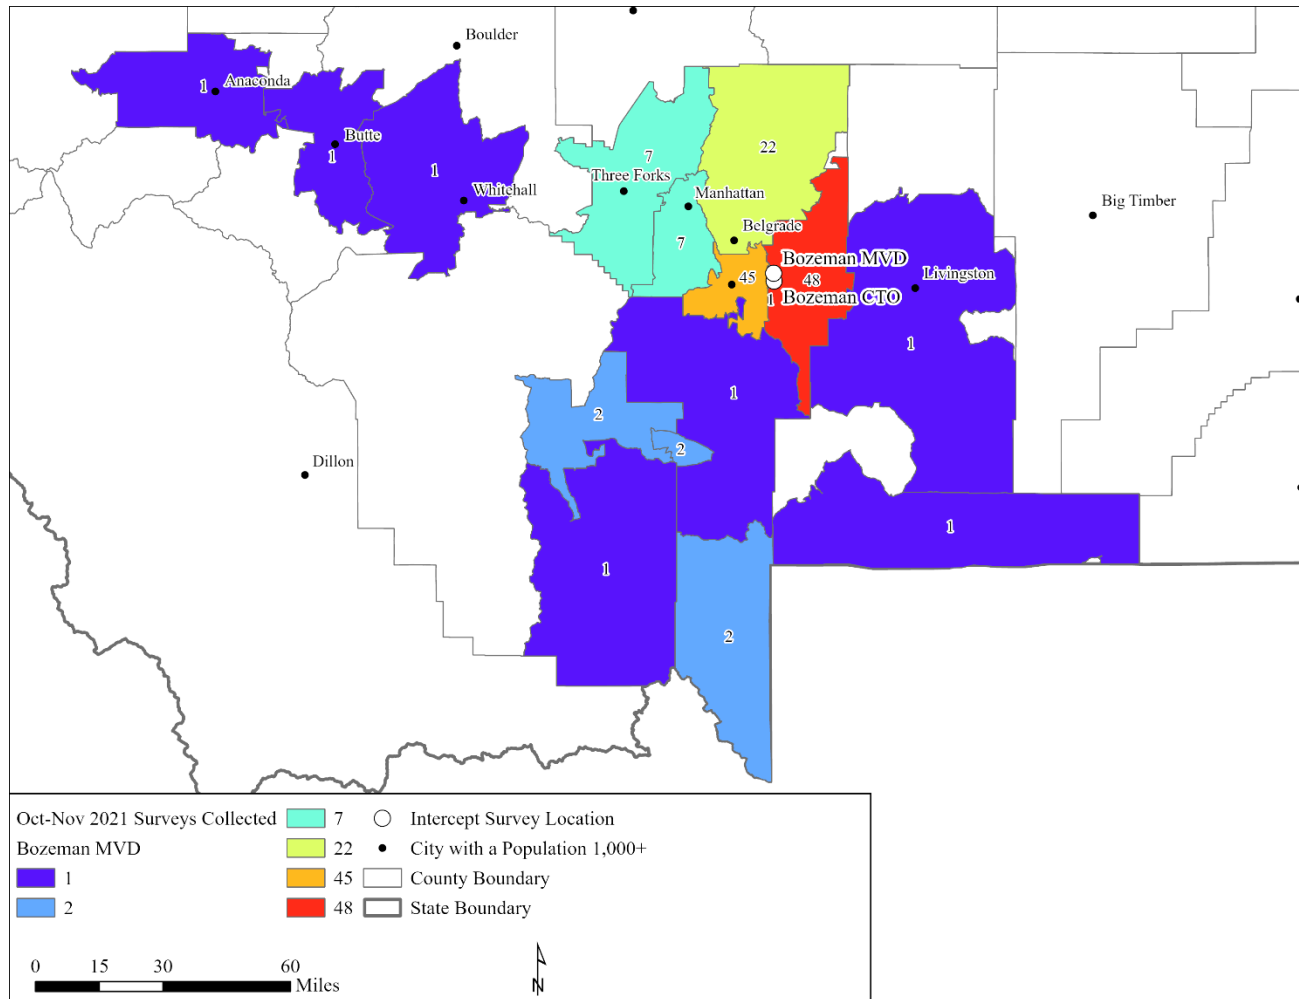 Boulder
1
Anaconda
Butte
1
1
Whitehall
7
Three Forks
22
Manhattan
7
Belgrade
Big Timber
Bozeman MVD
45
48
Livingston
1
Bozeman CTO
1
1
2
2
Dillon
1
1
2
Oct-Nov 2021 Surveys Collected
Bozeman MVD
1
2
7
22
45
48
Intercept Survey Location
City with a Population 1,000+
County Boundary
State Boundary
0 15 30 60
Miles
N